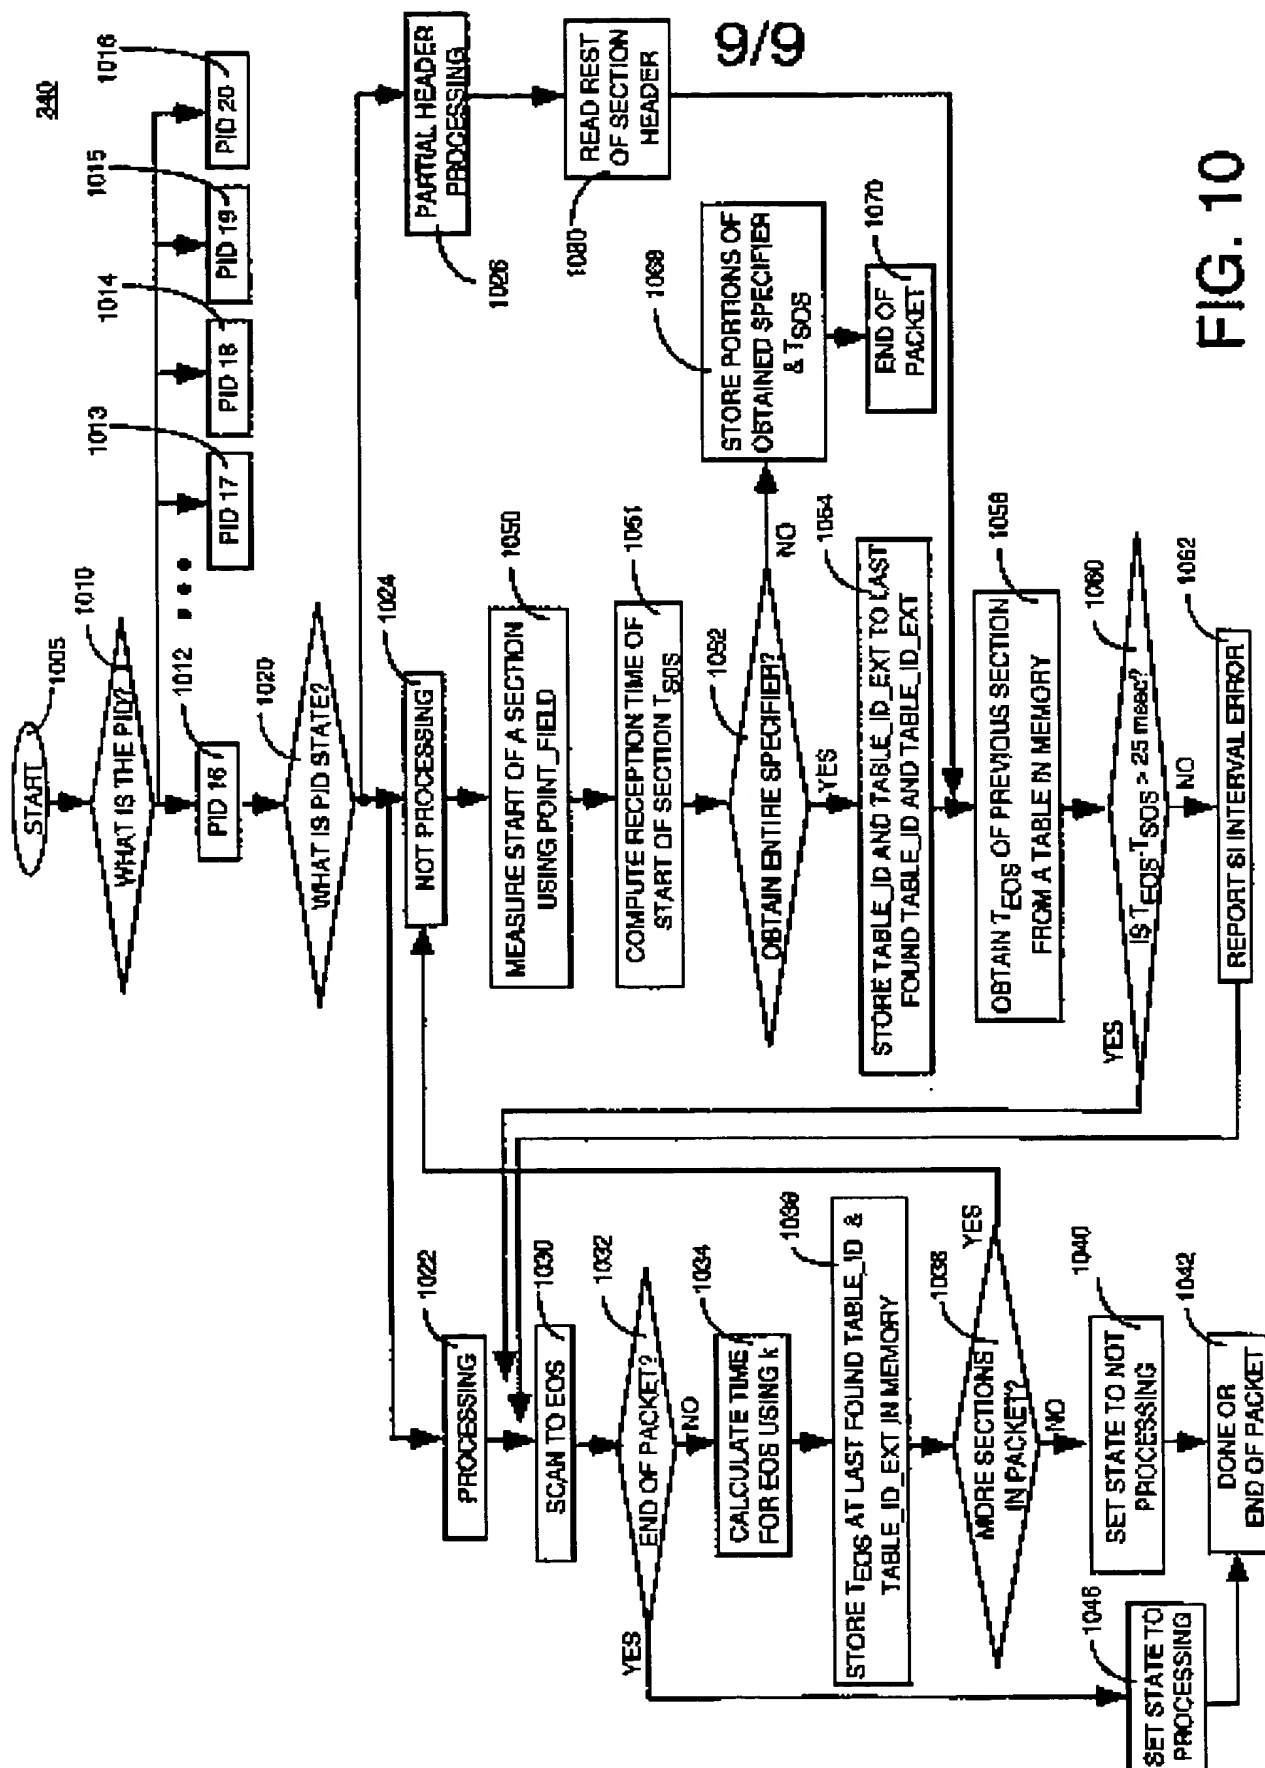 340
9/9
START
1005
WHAT IS THE PID?
1010
PID 16
1012
PID 17
1013
PID 18
1014
PID 19
1015
PID 20
1016
WHAT IS PID STATE?
1020
PROCESSING
1022
NOT PROCESSING
1024
PARTIAL HEADER
PROCESSING
1026
SCAN TO EOS
1030
END OF PACKET?
1032
YES
NO
CALCULATE TIME
FOR EOS USING k
1034
STORE TEOS AT LAST FOUND TABLE_ID &
TABLE_ID_EXT IN MEMORY
MORE SECTIONS
IN PACKET?
1038
YES
NO
SET STATE TO NOT
PROCESSING
1040
DONE OR
END OF PACKET
1042
SET STATE TO
PROCESSING
1046
MEASURE START OF A SECTION
USING POINT_FIELD
1050
COMPUTE RECEPTION TIME OF
START OF SECTION TSOS
1051
OBTAIN ENTIRE SPECIFIER?
1052
NO
YES
STORE TABLE_ID AND TABLE_ID_EXT TO LAST
FOUND TABLE_ID AND TABLE_ID_EXT
1054
OBTAIN TEOS OF PREVIOUS SECTION
FROM A TABLE IN MEMORY
IS TEOS-TSOS > 25 msec?
1060
YES
NO
REPORT SI INTERVAL ERROR
1062
STORE PORTIONS OF
OBTAINED SPECIFIER
& TSOS
END OF
PACKET
1070
READ REST
OF SECTION
HEADER
1080
FIG. 10